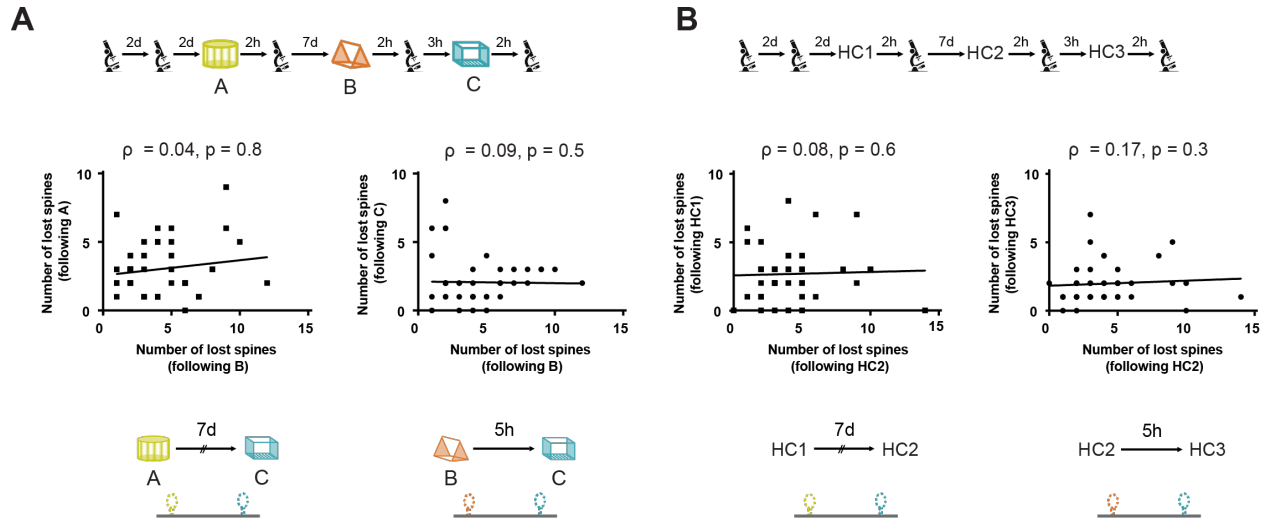 A
2d 2d 2h 7d 2h 3h 2h
A B C
ρ = 0.04, p = 0.8
10
5
0
0 5 10 15
Number of lost spines
(following A)
Number of lost spines
(following B)
ρ = 0.09, p = 0.5
10
5
0
0 5 10 15
Number of lost spines
(following C)
Number of lost spines
(following B)
7d
A C
5h
B C
B
2d 2d HC1 2h 7d HC2 2h 3h HC3 2h
ρ = 0.08, p = 0.6
10
5
0
0 5 10 15
Number of lost spines
(following HC1)
Number of lost spines
(following HC2)
ρ = 0.17, p = 0.3
10
5
0
0 5 10 15
Number of lost spines
(following HC3)
Number of lost spines
(following HC2)
7d
HC1 HC2
5h
HC2 HC3